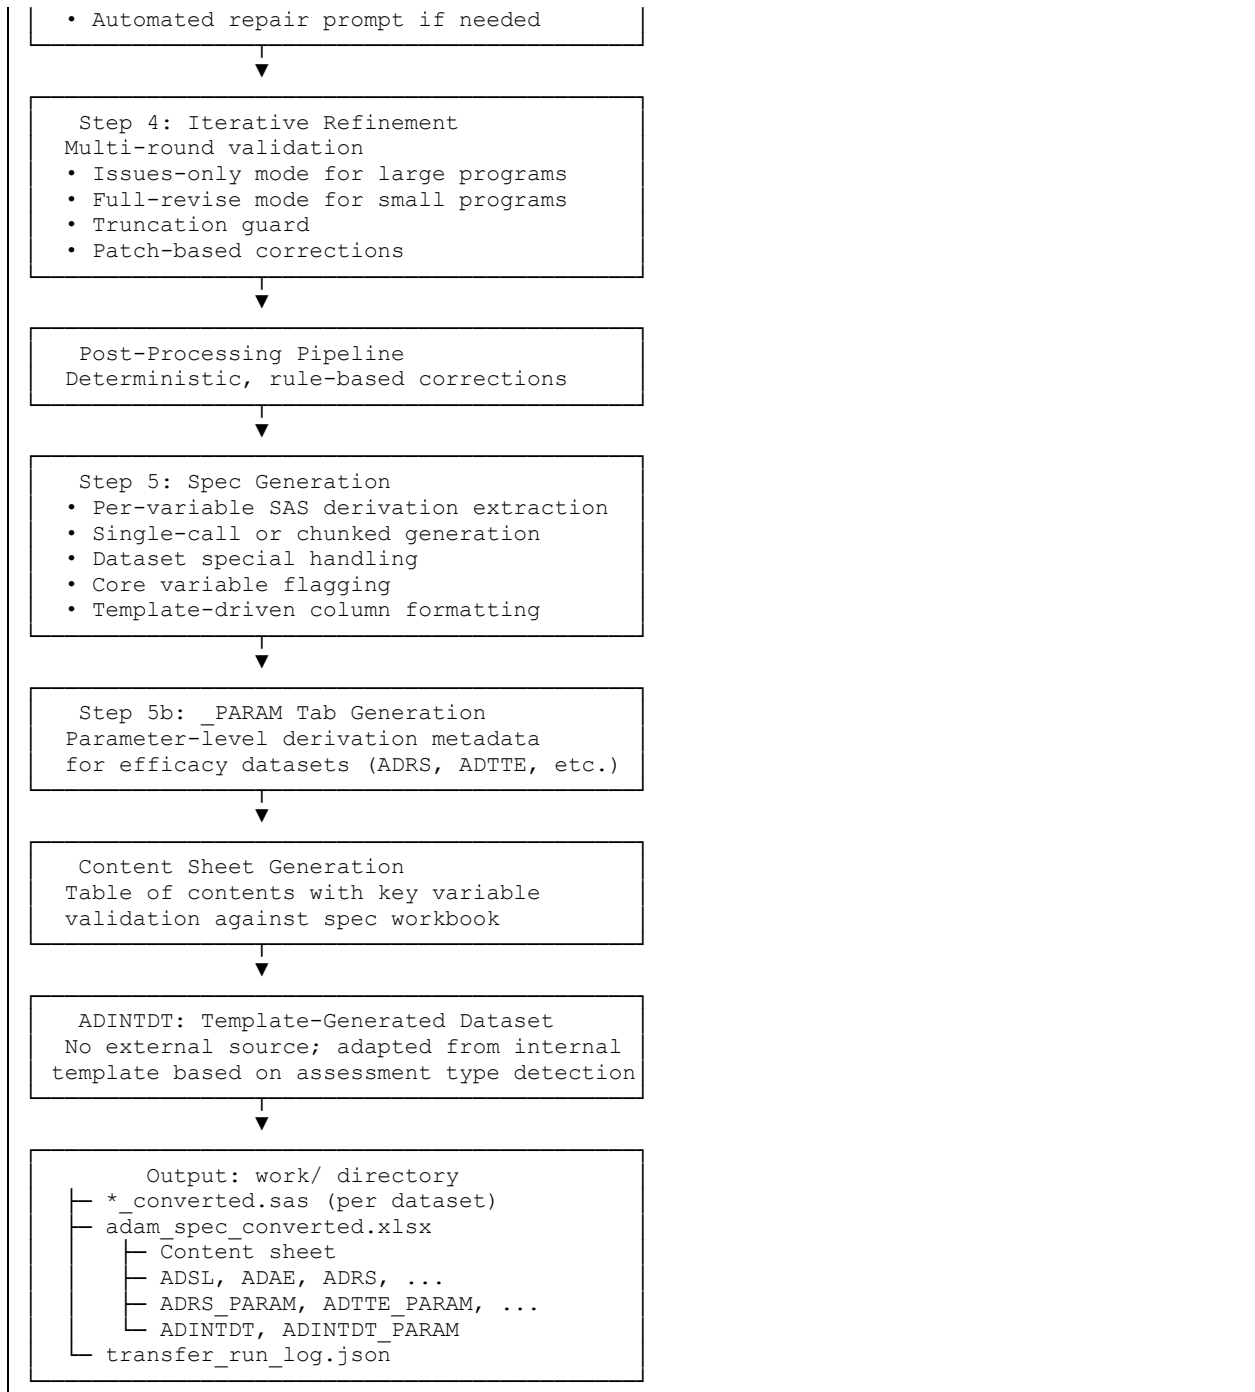 • Automated repair prompt if needed
▼
Step 4: Iterative Refinement
Multi-round validation
• Issues-only mode for large programs
• Full-revise mode for small programs
• Truncation guard
• Patch-based corrections
▼
Post-Processing Pipeline
Deterministic, rule-based corrections
▼
Step 5: Spec Generation
• Per-variable SAS derivation extraction
• Single-call or chunked generation
• Dataset special handling
• Core variable flagging
• Template-driven column formatting
▼
Step 5b: _PARAM Tab Generation
Parameter-level derivation metadata
for efficacy datasets (ADRS, ADTTE, etc.)
▼
Content Sheet Generation
Table of contents with key variable
validation against spec workbook
▼
ADINTDT: Template-Generated Dataset
No external source; adapted from internal
template based on assessment type detection
▼
Output: work/ directory
├─ *_converted.sas (per dataset)
├─ adam_spec_converted.xlsx
│   ├─ Content sheet
│   ├─ ADSL, ADAE, ADRS, ...
│   ├─ ADRS_PARAM, ADTTE_PARAM, ...
│   └─ ADINTDT, ADINTDT_PARAM
└─ transfer_run_log.json